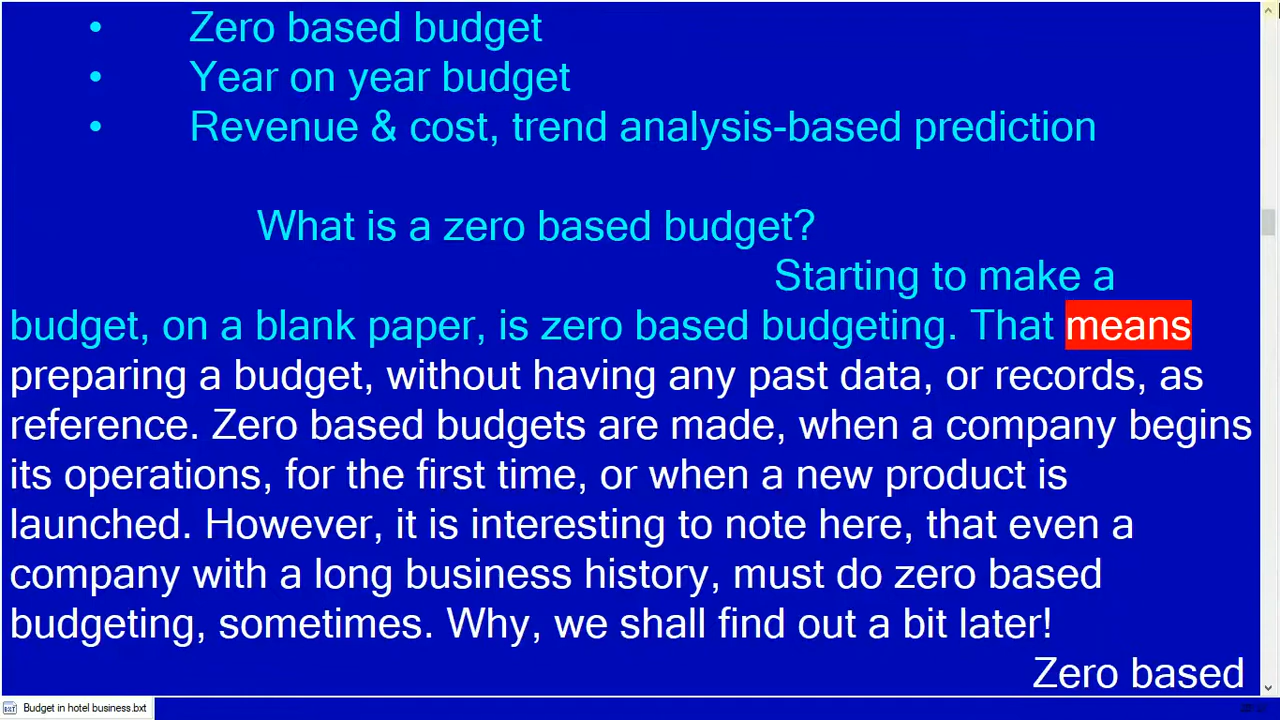 • Zero based budget
• Year on year budget
• Revenue & cost, trend analysis-based prediction
What is a zero based budget?
Starting to make a
budget, on a blank paper, is zero based budgeting. That means
preparing a budget, without having any past data, or records, as
reference. Zero based budgets are made, when a company begins
its operations, for the first time, or when a new product is
launched. However, it is interesting to note here, that even a
company with a long business history, must do zero based
budgeting, sometimes. Why, we shall find out a bit later!
Zero based
Budget in hotel business.bxt